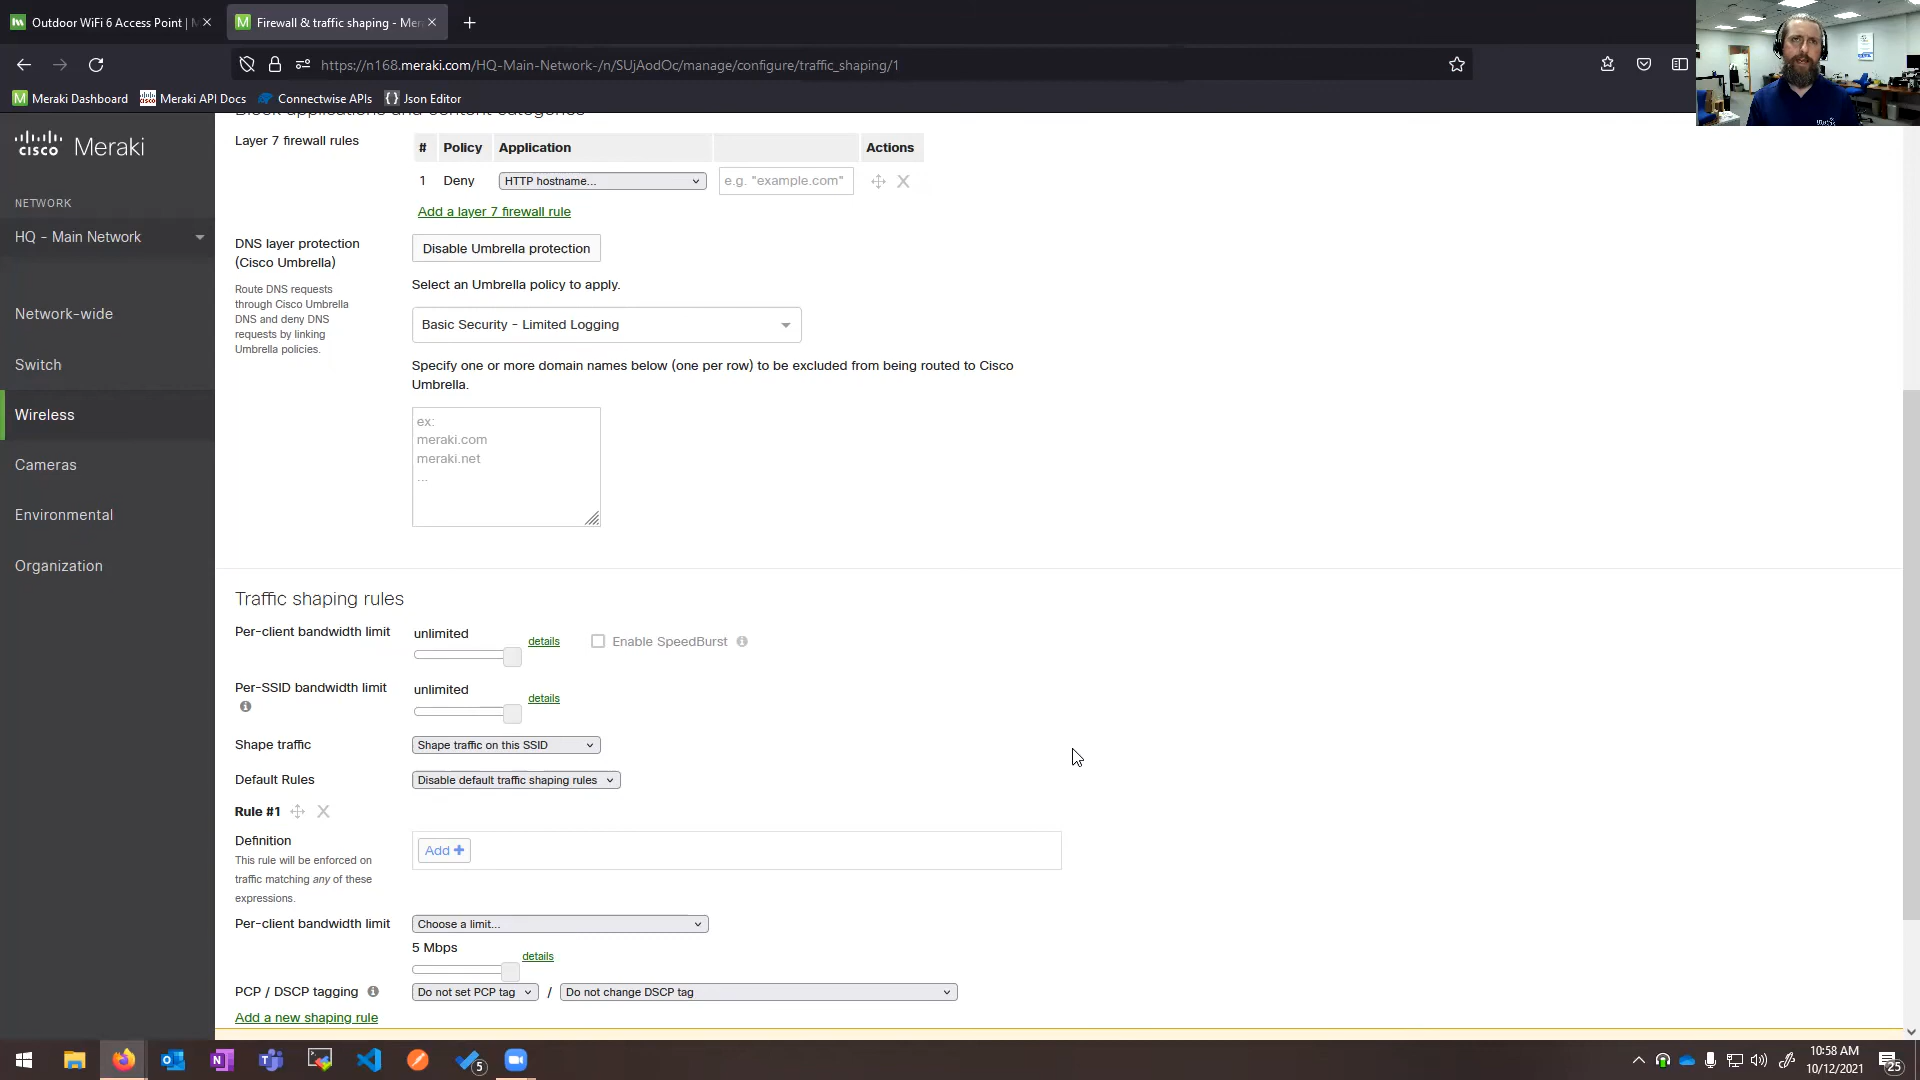 Outdoor WiFi 6 Access Point |
Firewall & traffic shaping - Mer
https://n168.meraki.com/HQ-Main-Network-/n/SUjAodOc/manage/configure/traffic_shaping/1
Meraki Dashboard
Meraki API Docs
Connectwise APIs
Json Editor
cisco Meraki
NETWORK
HQ - Main Network
Network-wide
Switch
Wireless
Cameras
Environmental
Organization
Block applications and content categories
Layer 7 firewall rules
# Policy Application Actions
1 Deny HTTP hostname... e.g. "example.com"
Add a layer 7 firewall rule
DNS layer protection
(Cisco Umbrella)
Route DNS requests
through Cisco Umbrella
DNS and deny DNS
requests by linking
Umbrella policies.
Disable Umbrella protection
Select an Umbrella policy to apply.
Basic Security - Limited Logging
Specify one or more domain names below (one per row) to be excluded from being routed to Cisco
Umbrella.
ex:
meraki.com
meraki.net
...
Traffic shaping rules
Per-client bandwidth limit unlimited details Enable SpeedBurst
Per-SSID bandwidth limit unlimited details
Shape traffic Shape traffic on this SSID
Default Rules Disable default traffic shaping rules
Rule #1
Definition
This rule will be enforced on
traffic matching any of these
expressions.
Add +
Per-client bandwidth limit Choose a limit...
5 Mbps details
PCP / DSCP tagging Do not set PCP tag / Do not change DSCP tag
Add a new shaping rule
5
10:58 AM
10/12/2021
25